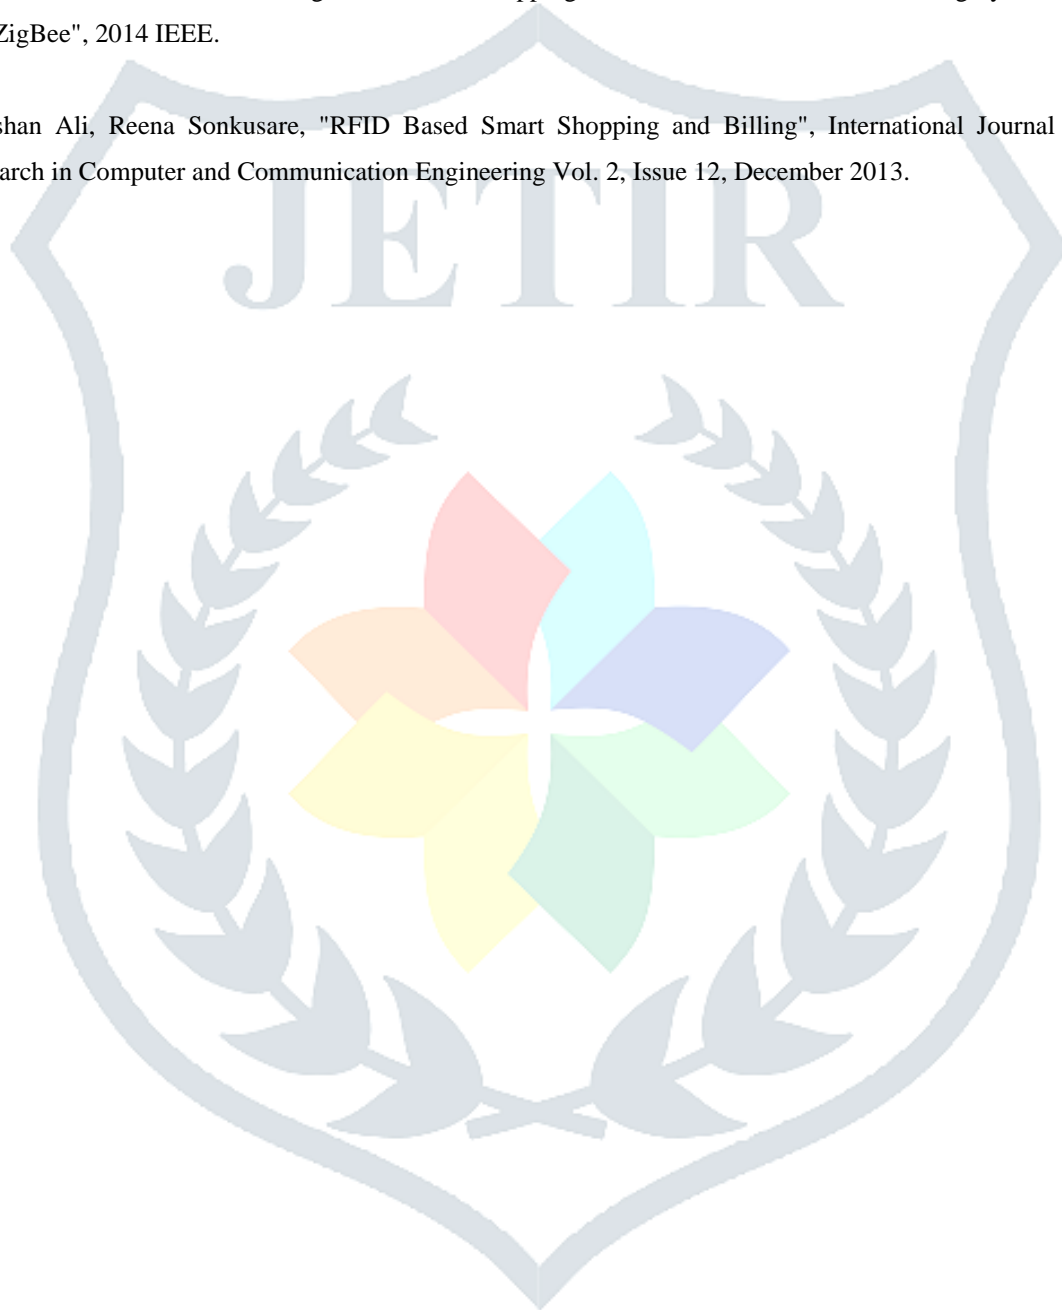 ZigBee", 2014 IEEE.
shan Ali, Reena Sonkusare, "RFID Based Smart Shopping and Billing", International Journal
arch in Computer and Communication Engineering Vol. 2, Issue 12, December 2013.
JETIR